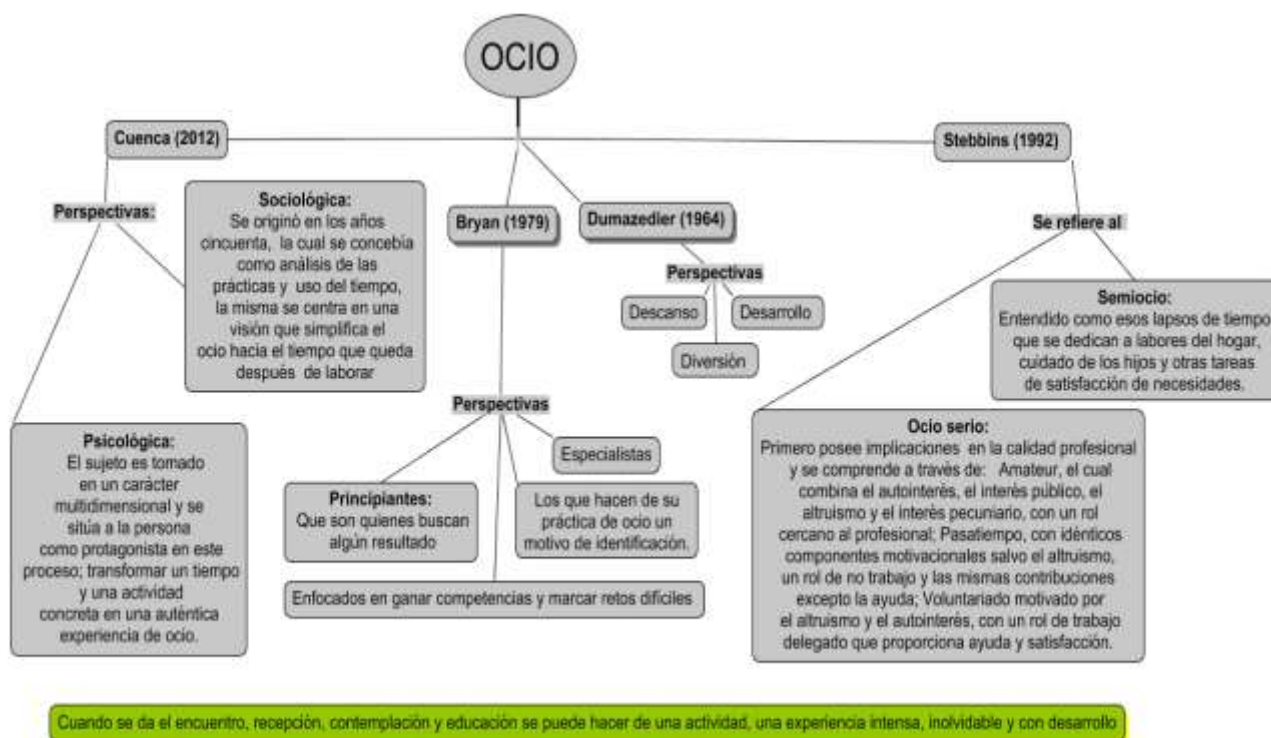 OCIO
Cuenca (2012)
Stebbins (1992)
Perspectivas:
Sociológica:
Se originó en los años
cincuenta, la cual se concebía
como análisis de las
prácticas y uso del tiempo,
la misma se centra en una
visión que simplifica el
ocio hacia el tiempo que queda
después de laborar
Psicológica:
El sujeto es tomado
en un carácter
multidimensional y se
sitúa a la persona
como protagonista en este
proceso; transformar un tiempo
y una actividad
concreta en una auténtica
experiencia de ocio.
Bryan (1979)
Perspectivas
Especialistas
Principiantes:
Que son quienes buscan
algún resultado
Los que hacen de su
práctica de ocio un
motivo de identificación.
Enfocados en ganar competencias y marcar retos difíciles
Dumazedier (1964)
Perspectivas
Descanso
Desarrollo
Diversión
Se refiere al
Semiocio:
Entendido como esos lapsos de tiempo
que se dedican a labores del hogar,
cuidado de los hijos y otras tareas
de satisfacción de necesidades.
Ocio serio:
Primero posee implicaciones en la calidad profesional
y se comprende a través de: Amateur, el cual
combina el autointerés, el interés público, el
altruismo y el interés pecuniario, con un rol
cercano al profesional; Pasatiempo, con idénticos
componentes motivacionales salvo el altruismo,
un rol de no trabajo y las mismas contribuciones
excepto la ayuda; Voluntariado motivado por
el altruismo y el autointerés, con un rol de trabajo
delegado que proporciona ayuda y satisfacción.
Cuando se da el encuentro, recepción, contemplación y educación se puede hacer de una actividad, una experiencia intensa, inolvidable y con desarrollo